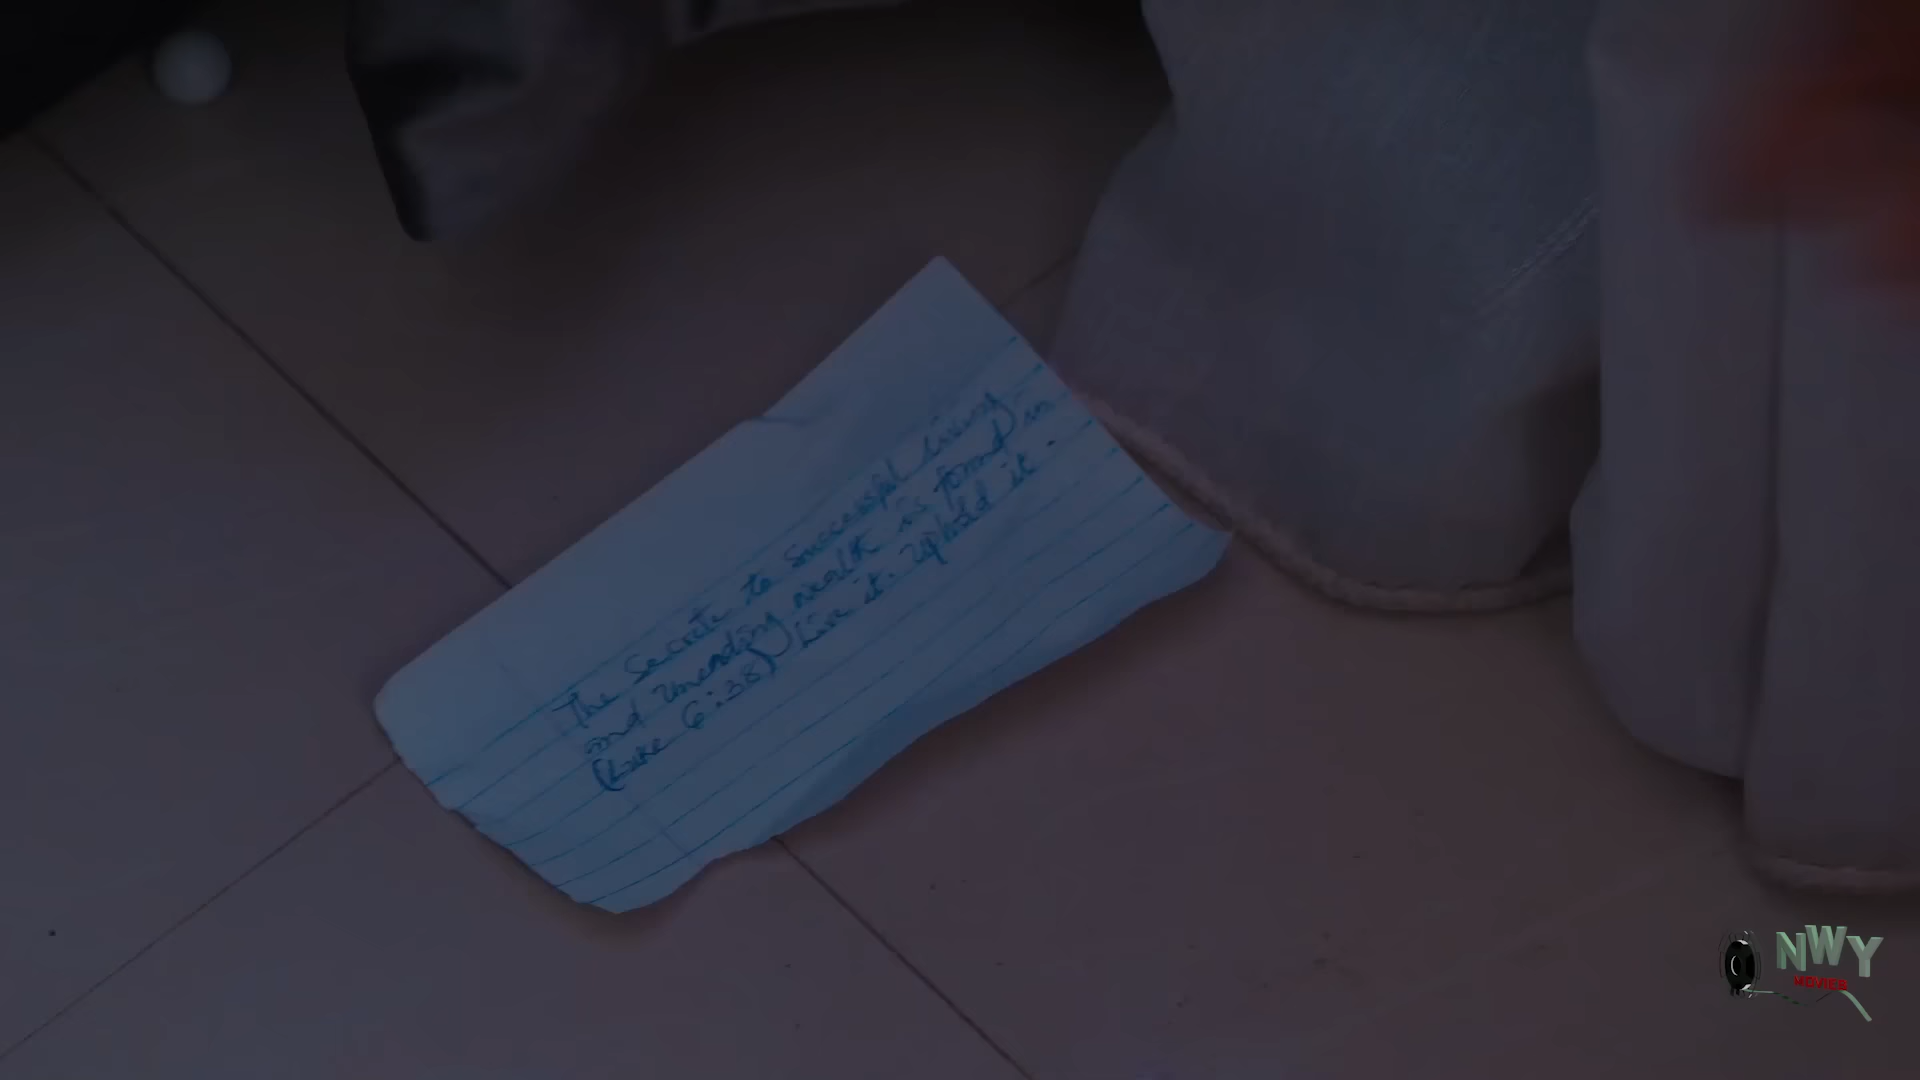 The Secrete to Successful living
and Unending wealth is found in
(Luke 6:38) Live it. Uphold it.
NWY
MOVIES